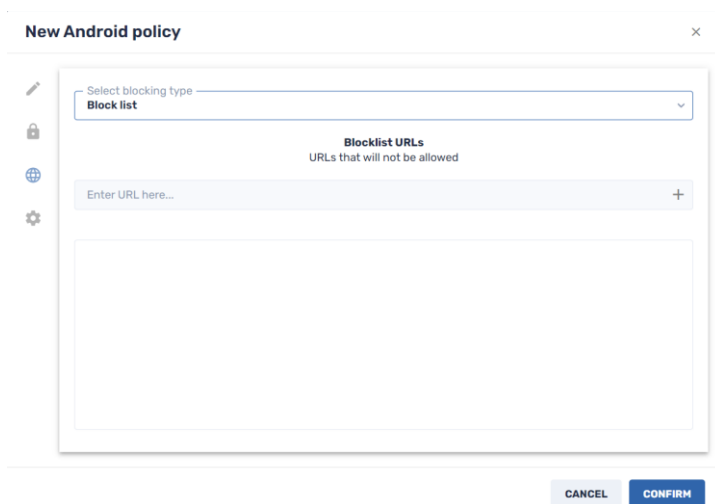 New Android policy
Select blocking type
Block list
Blocklist URLs
URLs that will not be allowed
Enter URL here...
CANCEL
CONFIRM